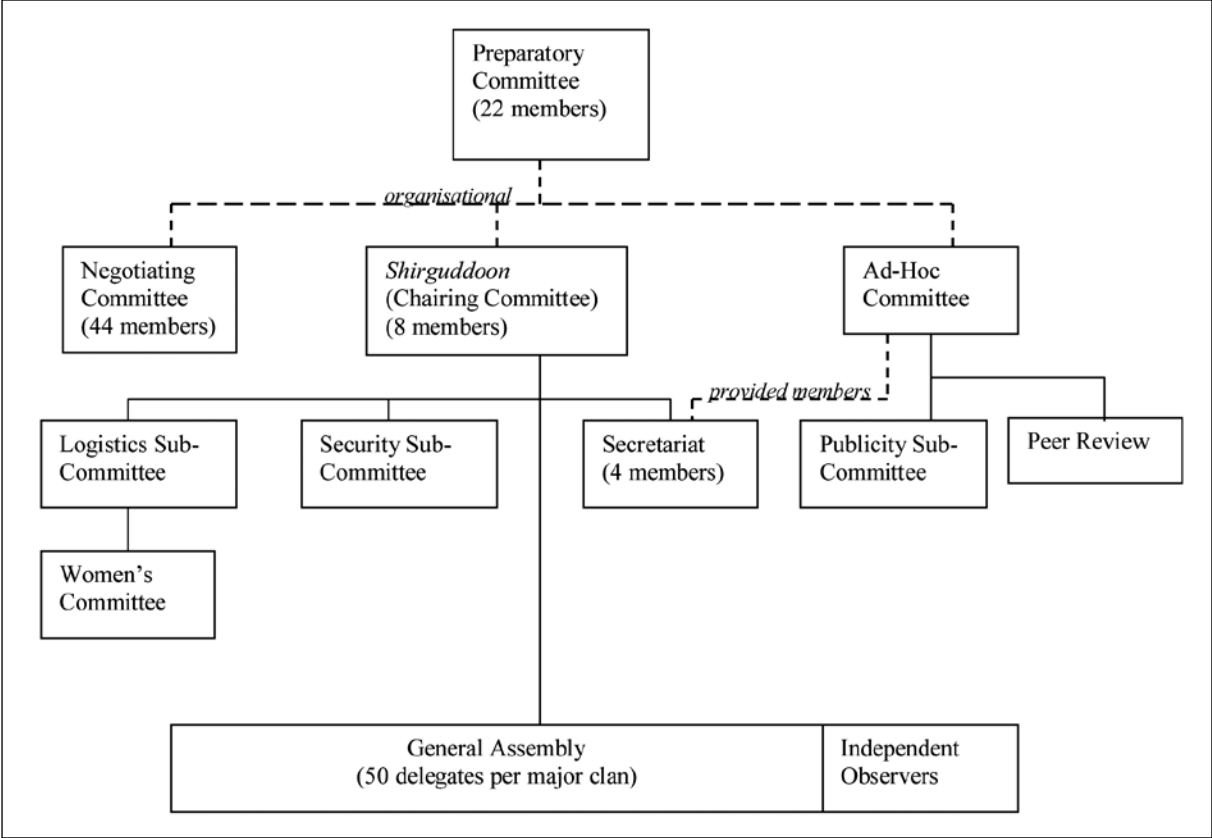 Preparatory
Committee
(22 members)
organisational
Negotiating
Committee
(44 members)
Shirguddoon
(Chairing Committee)
(8 members)
Ad-Hoc
Committee
provided members
Logistics Sub-
Committee
Security Sub-
Committee
Secretariat
(4 members)
Publicity Sub-
Committee
Peer Review
Women’s
Committee
General Assembly
(50 delegates per major clan)
Independent
Observers